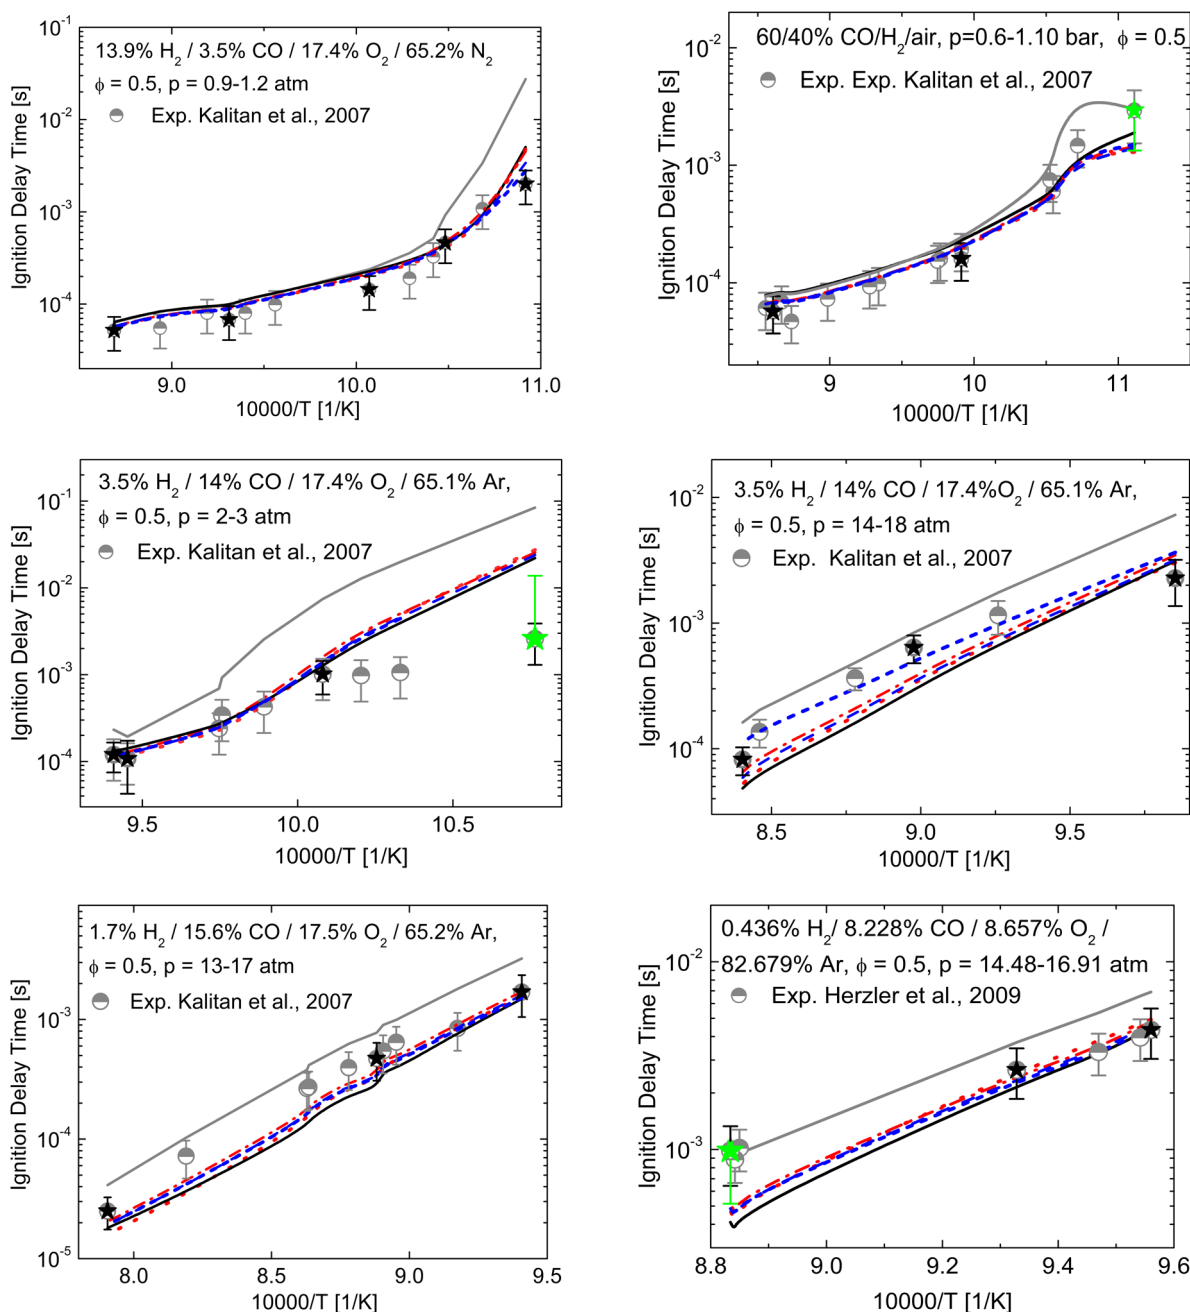 13.9% H₂ / 3.5% CO / 17.4% O₂ / 65.2% N₂
ϕ = 0.5, p = 0.9-1.2 atm
Exp. Kalitan et al., 2007
Ignition Delay Time [s]
10⁻¹
10⁻²
10⁻³
10⁻⁴
9.0 10.0 11.0
10000/T [1/K]
60/40% CO/H₂/air, p=0.6-1.10 bar, ϕ = 0.5
Exp. Exp. Kalitan et al., 2007
Ignition Delay Time [s]
10⁻²
10⁻³
10⁻⁴
9 10 11
10000/T [1/K]
3.5% H₂ / 14% CO / 17.4% O₂ / 65.1% Ar,
ϕ = 0.5, p = 2-3 atm
Exp. Kalitan et al., 2007
Ignition Delay Time [s]
10⁻¹
10⁻²
10⁻³
10⁻⁴
9.5 10.0 10.5
10000/T [1/K]
3.5% H₂ / 14% CO / 17.4%O₂ / 65.1% Ar,
ϕ = 0.5, p = 14-18 atm
Exp. Kalitan et al., 2007
Ignition Delay Time [s]
10⁻²
10⁻³
10⁻⁴
8.5 9.0 9.5
10000/T [1/K]
1.7% H₂ / 15.6% CO / 17.5% O₂ / 65.2% Ar,
ϕ = 0.5, p = 13-17 atm
Exp. Kalitan et al., 2007
Ignition Delay Time [s]
10⁻²
10⁻³
10⁻⁴
10⁻⁵
8.0 8.5 9.0 9.5
10000/T [1/K]
0.436% H₂/ 8.228% CO / 8.657% O₂ /
82.679% Ar, ϕ = 0.5, p = 14.48-16.91 atm
Exp. Herzler et al., 2009
Ignition Delay Time [s]
10⁻²
10⁻³
8.8 9.0 9.2 9.4 9.6
10000/T [1/K]